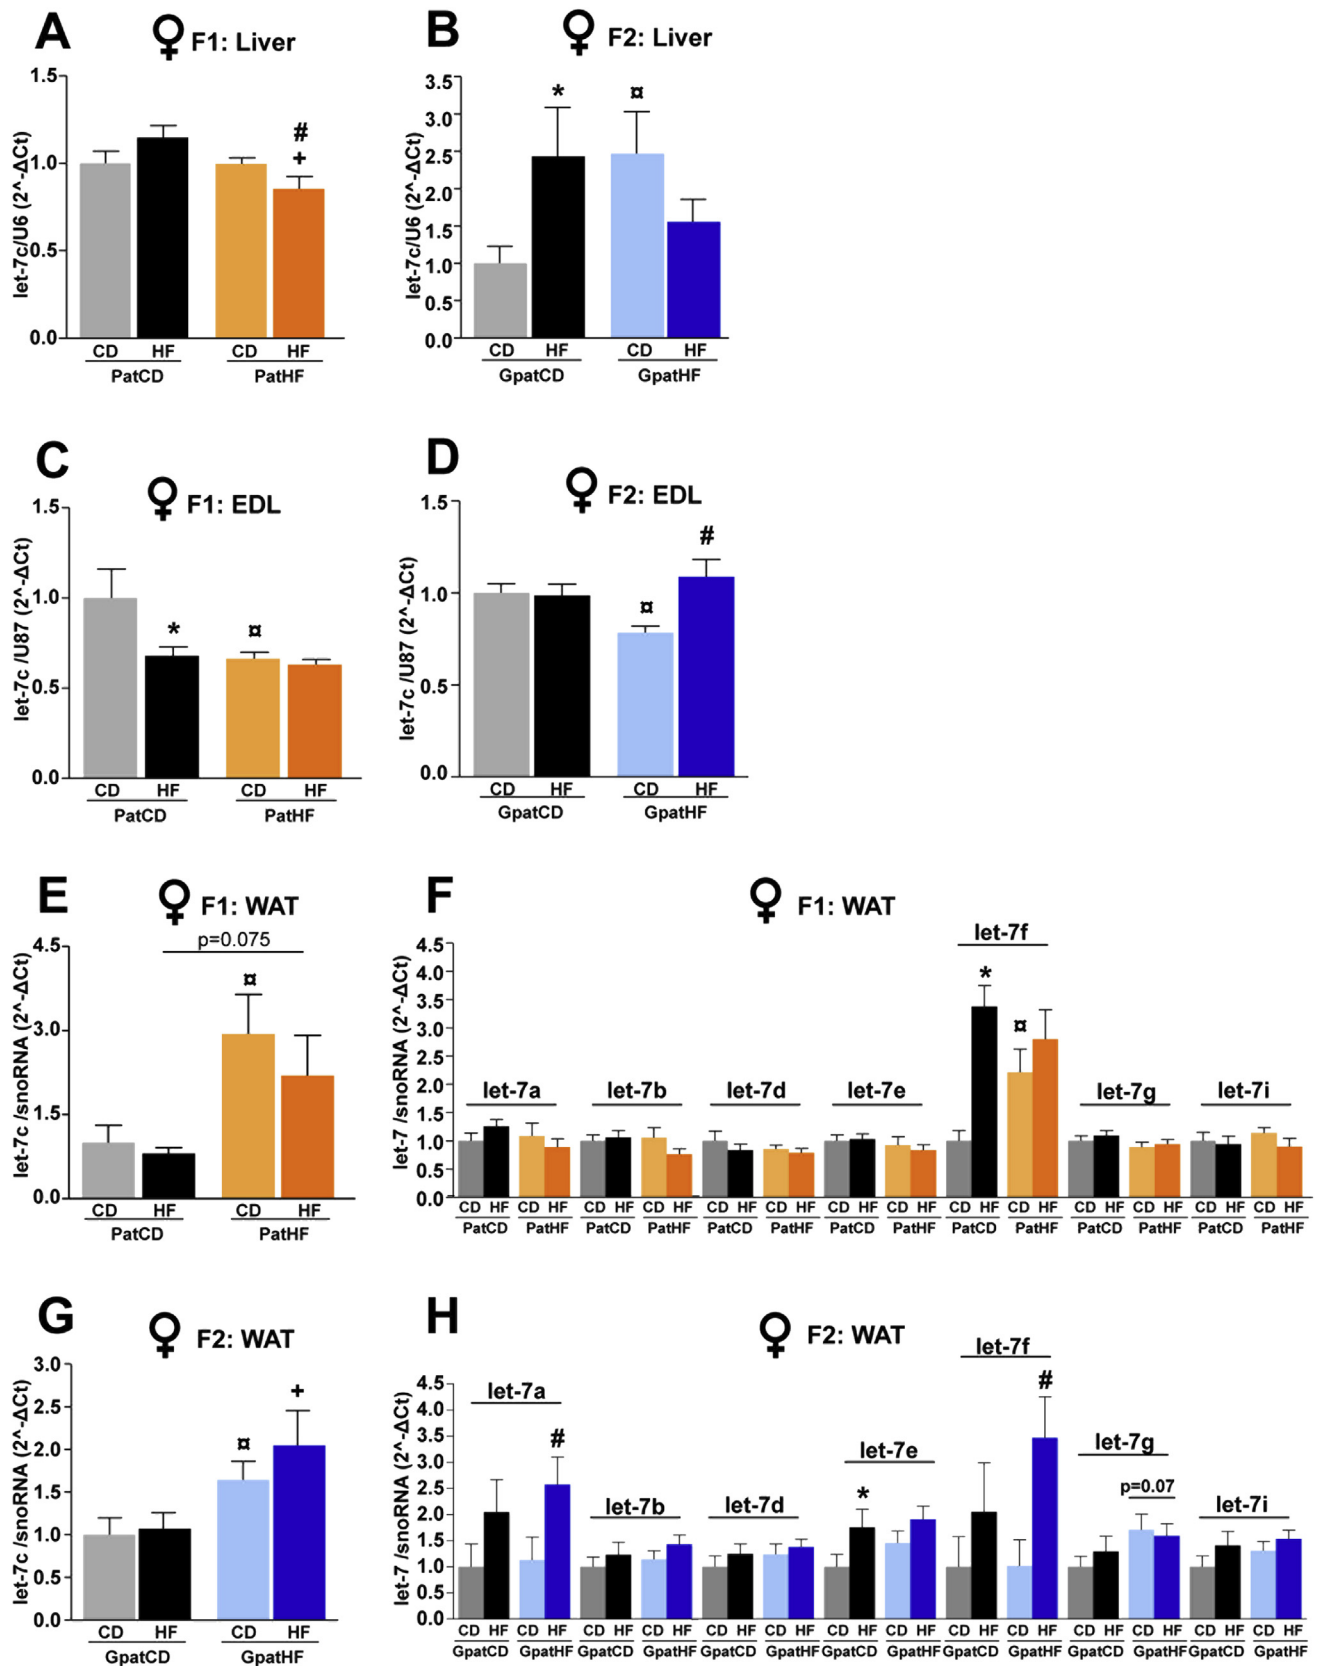 A
♀ F1: Liver
let-7c/U6 (2^-ΔCt)
1.5
1.0
0.5
0.0
#
+
CD HF CD HF
PatCD PatHF
B
♀ F2: Liver
let-7c/U6 (2^-ΔCt)
3.5
3.0
2.5
2.0
1.5
1.0
0.5
0.0
* ¤
CD HF CD HF
GpatCD GpatHF
C
♀ F1: EDL
let-7c /U87 (2^-ΔCt)
1.5
1.0
0.5
0.0
* ¤
CD HF CD HF
PatCD PatHF
D
♀ F2: EDL
let-7c /U87 (2^-ΔCt)
1.5
1.0
0.5
0.0
#
¤
CD HF CD HF
GpatCD GpatHF
E
♀ F1: WAT
p=0.075
let-7c /snoRNA (2^-ΔCt)
4.5
3.0
1.5
0.0
¤
CD HF CD HF
PatCD PatHF
F
♀ F1: WAT
let-7 /snoRNA (2^-ΔCt)
4.5
4.0
3.5
3.0
2.5
2.0
1.5
1.0
0.5
0.0
let-7a let-7b let-7d let-7e let-7f let-7g let-7i
* ¤
CD HF CD HF CD HF CD HF CD HF CD HF CD HF CD HF CD HF CD HF CD HF CD HF CD HF CD HF
PatCD PatHF PatCD PatHF PatCD PatHF PatCD PatHF PatCD PatHF PatCD PatHF PatCD PatHF
G
♀ F2: WAT
let-7c /snoRNA (2^-ΔCt)
3.0
2.5
2.0
1.5
1.0
0.5
0.0
¤ +
CD HF CD HF
GpatCD GpatHF
H
♀ F2: WAT
let-7 /snoRNA (2^-ΔCt)
4.5
4.0
3.5
3.0
2.5
2.0
1.5
1.0
0.5
0.0
let-7a let-7b let-7d let-7e let-7f let-7g let-7i
# * # p=0.07
CD HF CD HF CD HF CD HF CD HF CD HF CD HF CD HF CD HF CD HF CD HF CD HF CD HF CD HF
GpatCD GpatHF GpatCD GpatHF GpatCD GpatHF GpatCD GpatHF GpatCD GpatHF GpatCD GpatHF GpatCD GpatHF